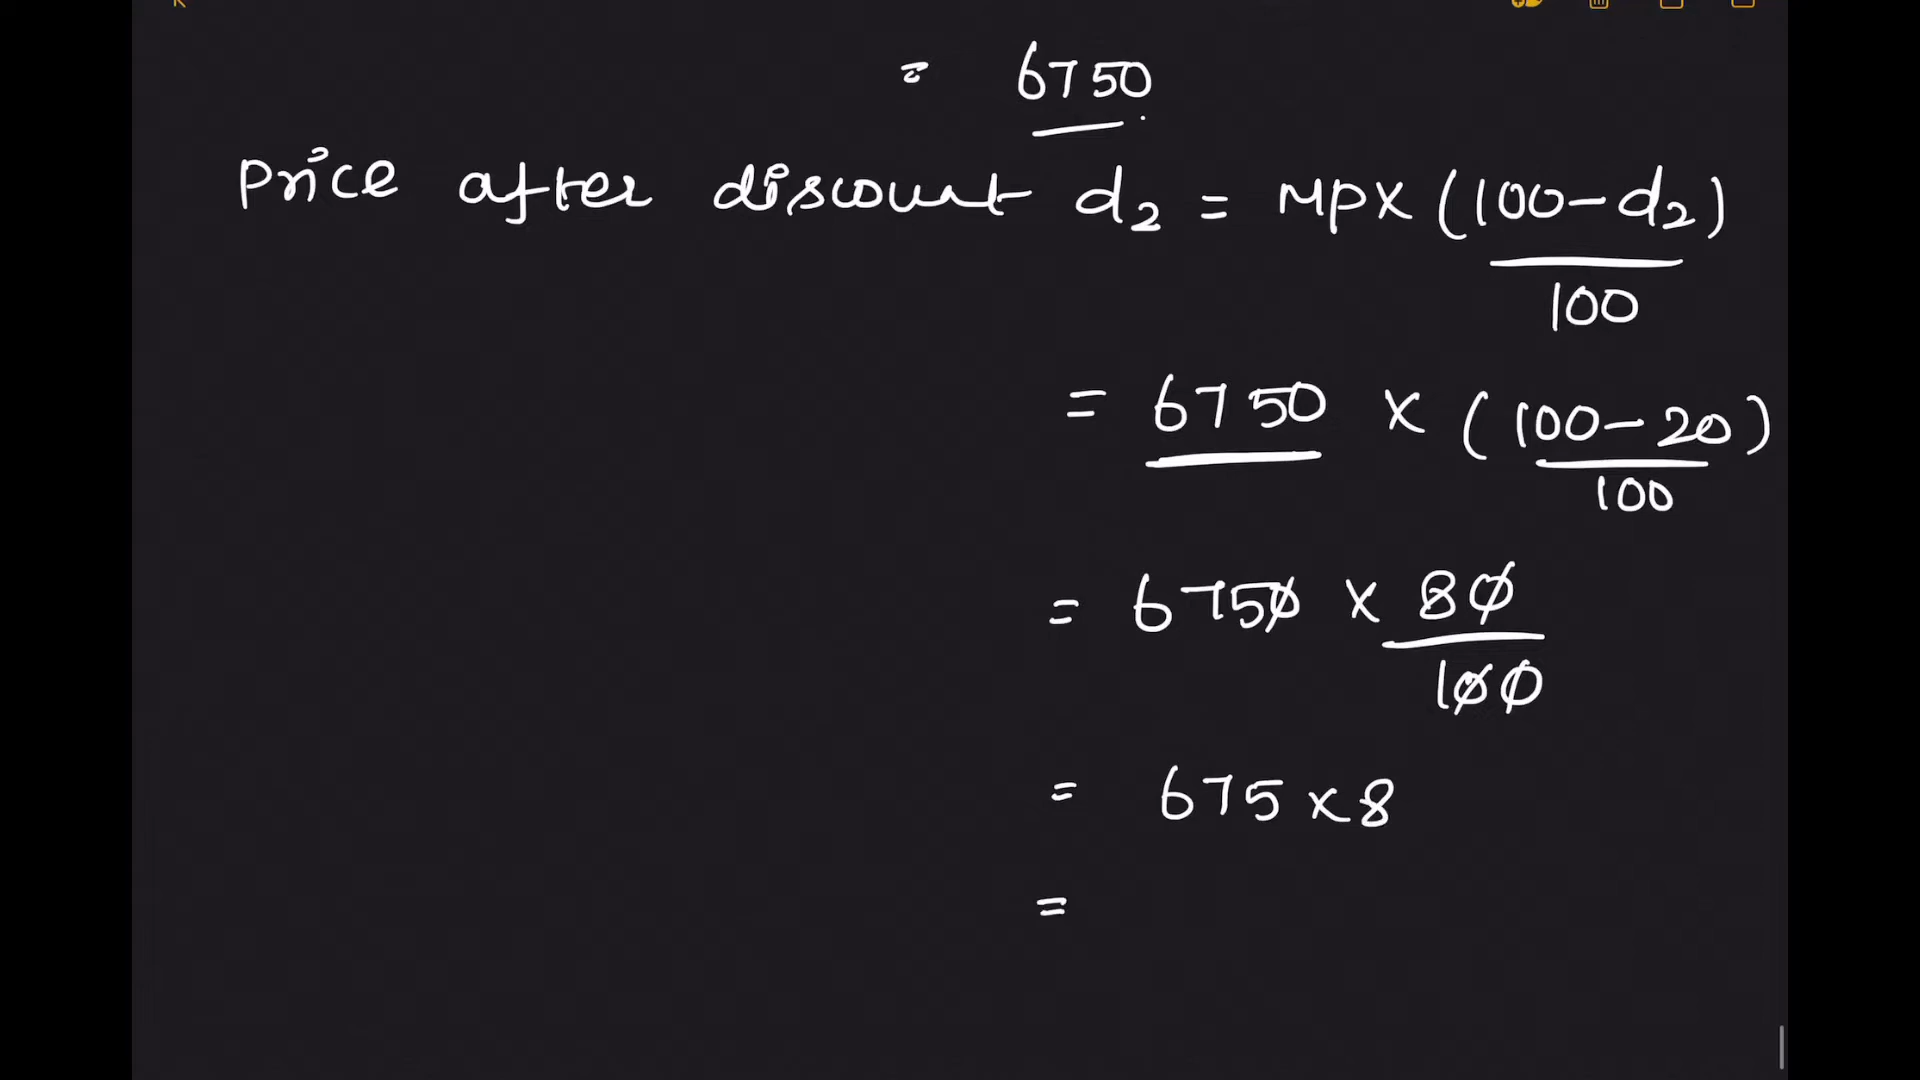 = 6750
Price after discount d₂ = MP× (100-d₂)
100
= 6750 × (100-20)
100
= 6750 × 80
100
= 675×8
=